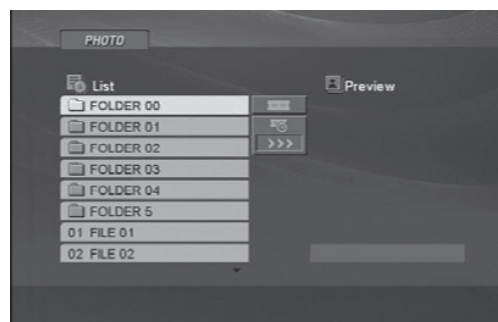 PHOTO
List
Preview
FOLDER 00
FOLDER 01
FOLDER 02
>>>
FOLDER 03
FOLDER 04
FOLDER 5
01 FILE 01
02 FILE 02